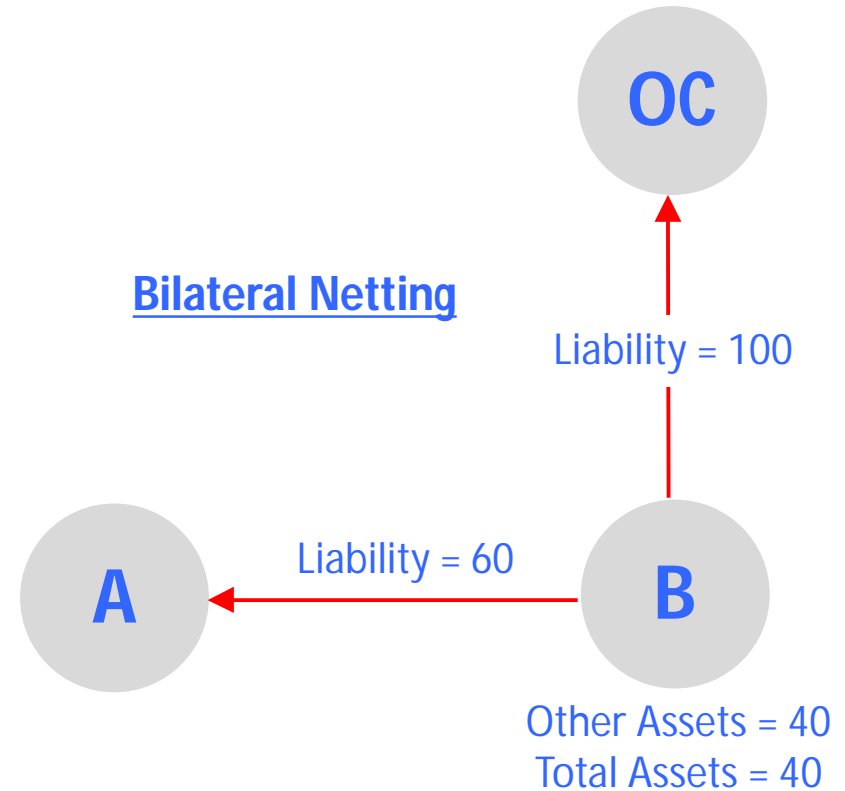 OC
Bilateral Netting
Liability = 100
Liability = 60
A
B
Other Assets = 40
Total Assets = 40